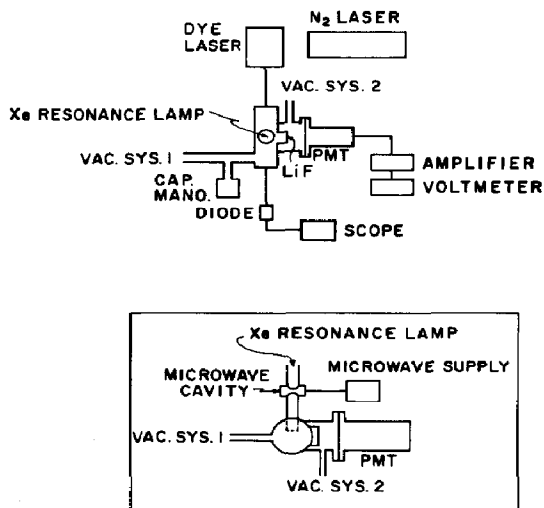 N₂ LASER
DYE
LASER
VAC. SYS. 2
Xe RESONANCE LAMP
VAC. SYS. 1
PMT
LiF
AMPLIFIER
VOLTMETER
CAP.
MANO.
DIODE
SCOPE
Xe RESONANCE LAMP
MICROWAVE SUPPLY
MICROWAVE
CAVITY
VAC. SYS. 1
PMT
VAC. SYS. 2